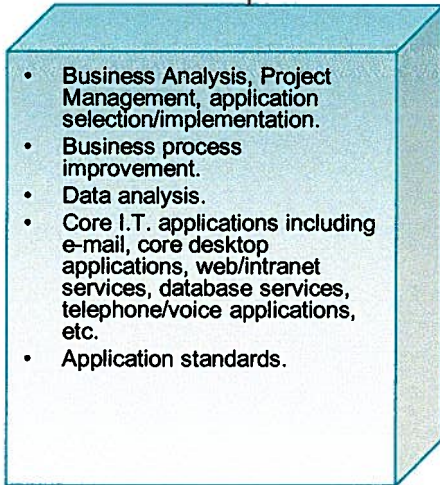 • Business Analysis, Project
Management, application
selection/implementation.
• Business process
improvement.
• Data analysis.
• Core I.T. applications including
e-mail, core desktop
applications, web/intranet
services, database services,
telephone/voice applications,
etc.
• Application standards.